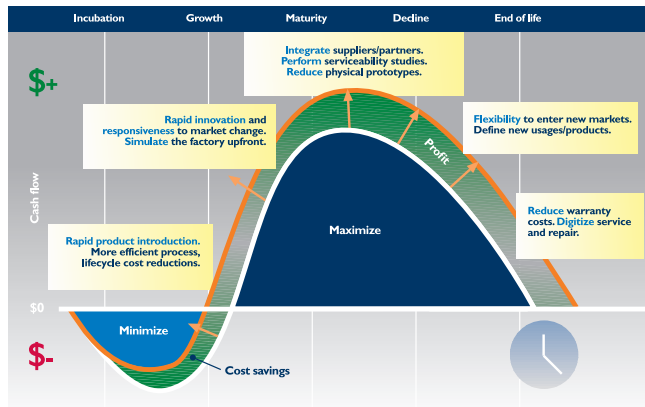 Incubation Growth Maturity Decline End of life
$+
Integrate suppliers/partners.
Perform serviceability studies.
Reduce physical prototypes.
Rapid innovation and
responsiveness to market change.
Simulate the factory upfront.
Flexibility to enter new markets.
Define new usages/products.
Profit
Cash flow
Reduce warranty
costs. Digitize service
and repair.
Maximize
Rapid product introduction.
More efficient process,
lifecycle cost reductions.
$0
Minimize
$-
Cost savings